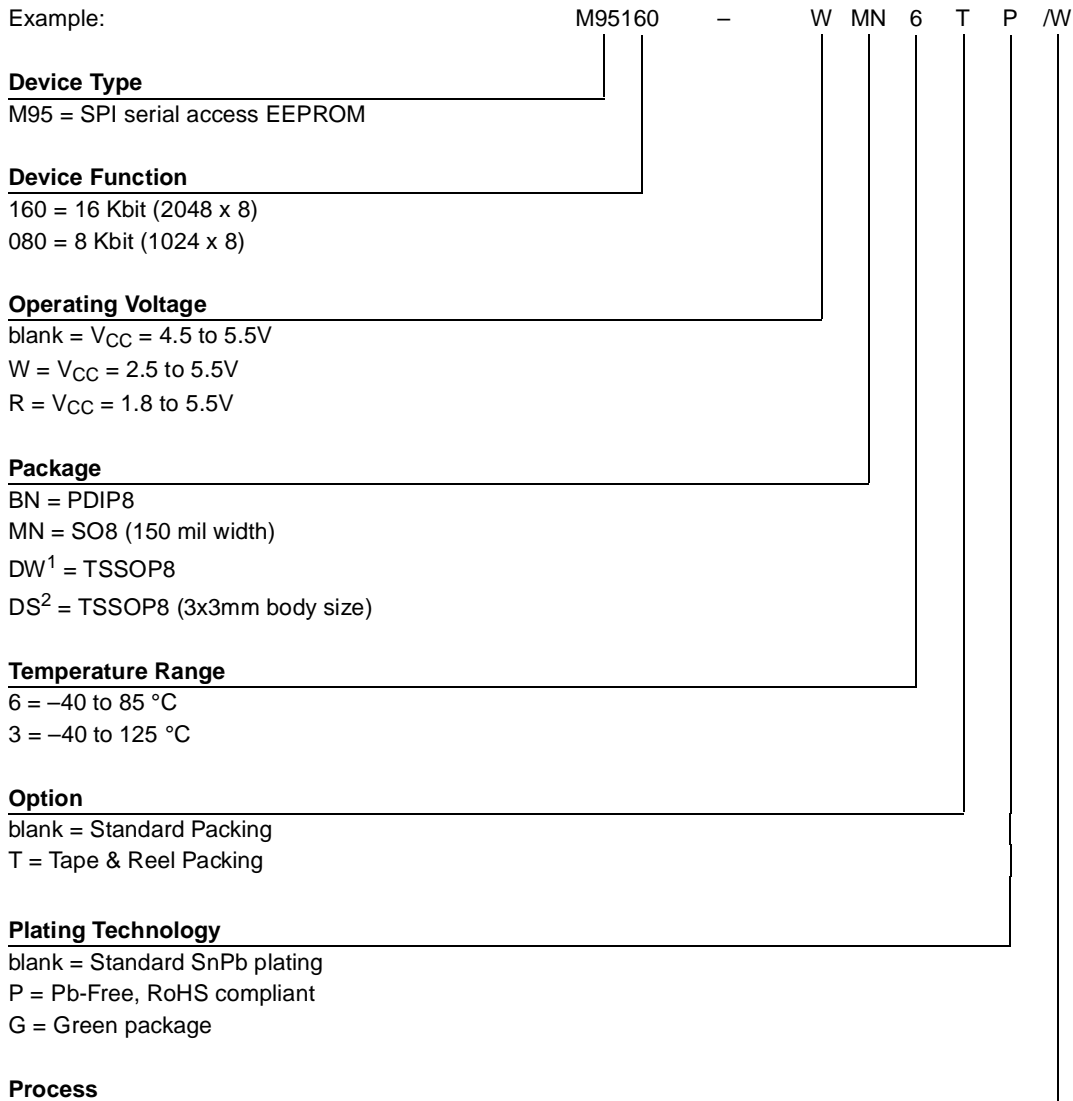 Example: M95160 – W MN 6 T P /W
Device Type
M95 = SPI serial access EEPROM
Device Function
160 = 16 Kbit (2048 x 8)
080 = 8 Kbit (1024 x 8)
Operating Voltage
blank = VCC = 4.5 to 5.5V
W = VCC = 2.5 to 5.5V
R = VCC = 1.8 to 5.5V
Package
BN = PDIP8
MN = SO8 (150 mil width)
DW1 = TSSOP8
DS2 = TSSOP8 (3x3mm body size)
Temperature Range
6 = –40 to 85 °C
3 = –40 to 125 °C
Option
blank = Standard Packing
T = Tape & Reel Packing
Plating Technology
blank = Standard SnPb plating
P = Pb-Free, RoHS compliant
G = Green package
Process